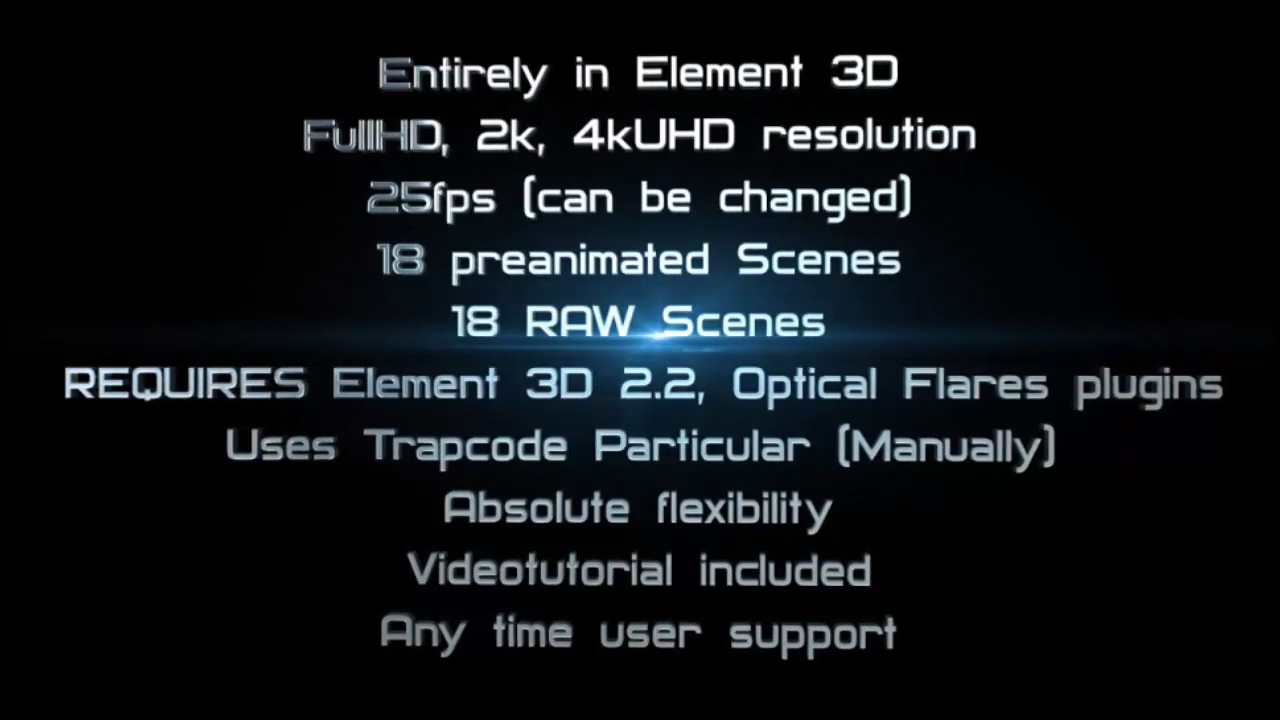 Entirely in Element 3D
FullHD, 2k, 4kUHD resolution
25fps (can be changed)
18 preanimated Scenes
18 RAW Scenes
REQUIRES Element 3D 2.2, Optical Flares plugins
Uses Trapcode Particular (Manually)
Absolute flexibility
Videotutorial included
Any time user support